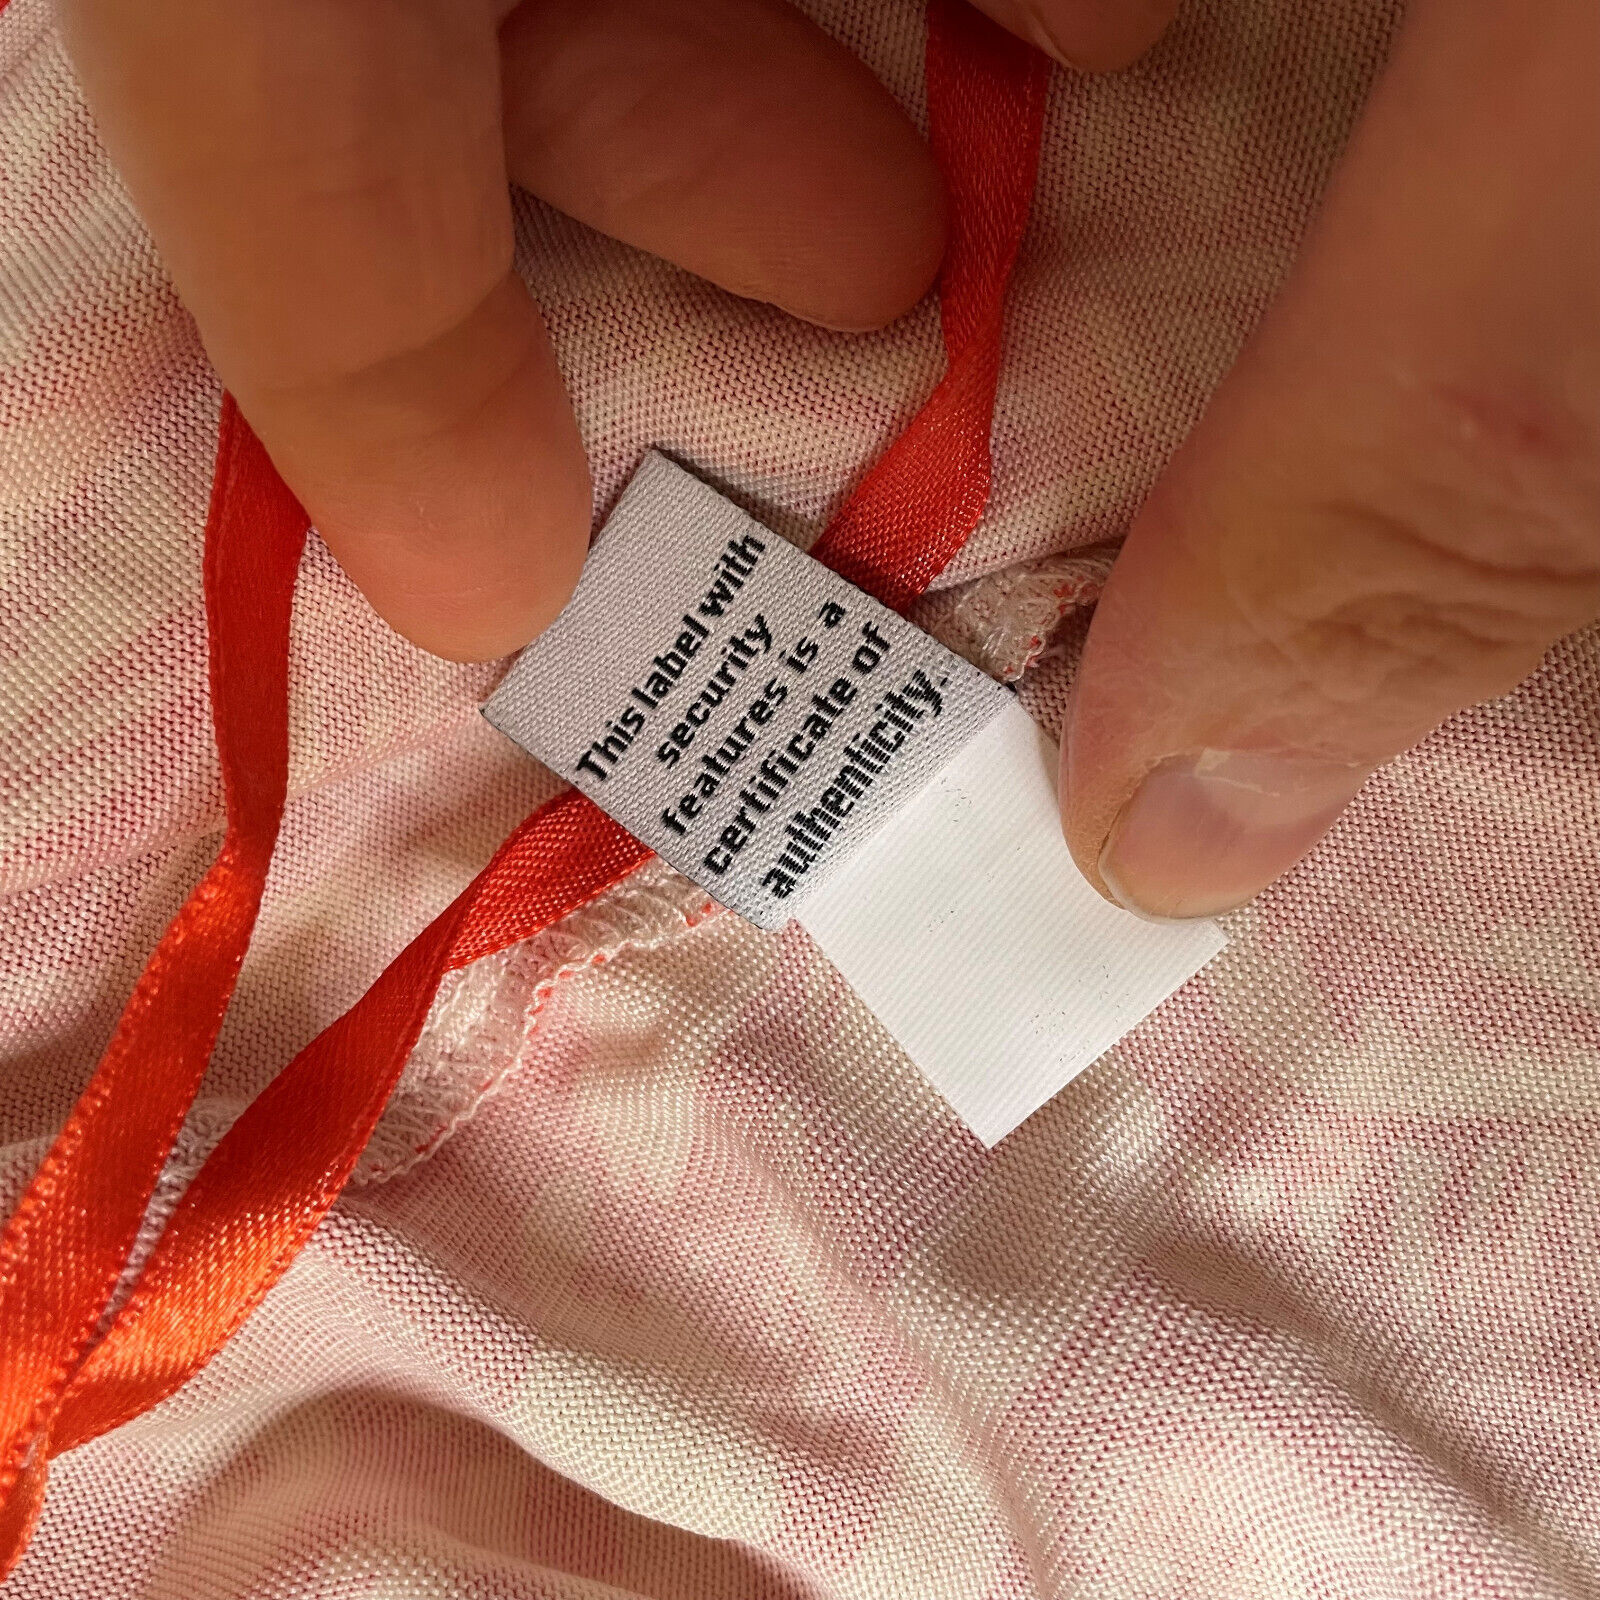 This label with
security
features is a
certificate of
authenticity.